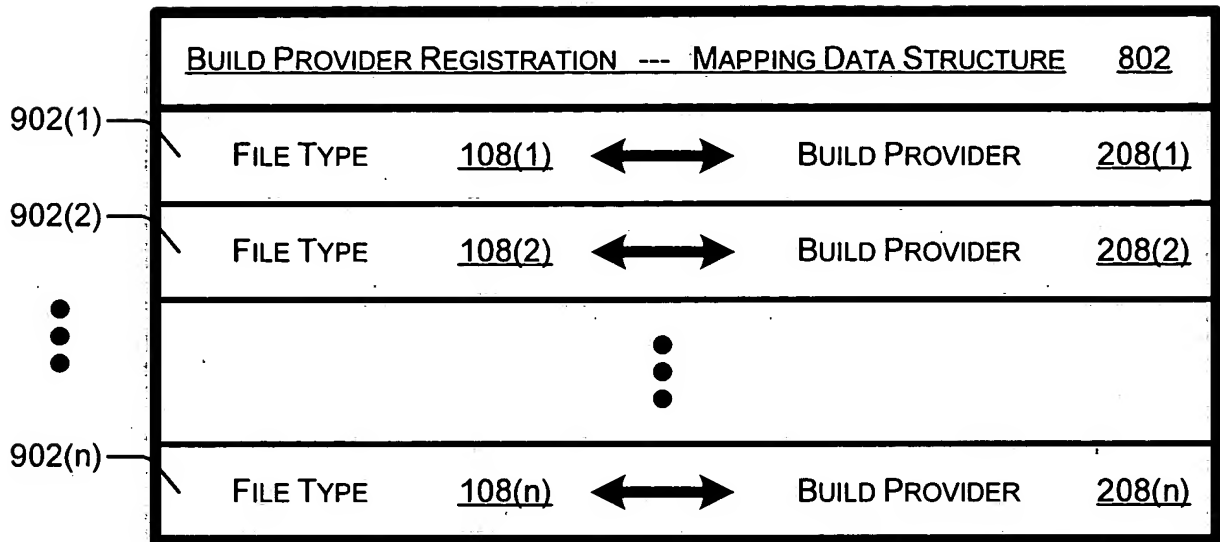 BUILD PROVIDER REGISTRATION --- MAPPING DATA STRUCTURE 802
902(1) FILE TYPE 108(1) BUILD PROVIDER 208(1)
902(2) FILE TYPE 108(2) BUILD PROVIDER 208(2)
902(n) FILE TYPE 108(n) BUILD PROVIDER 208(n)